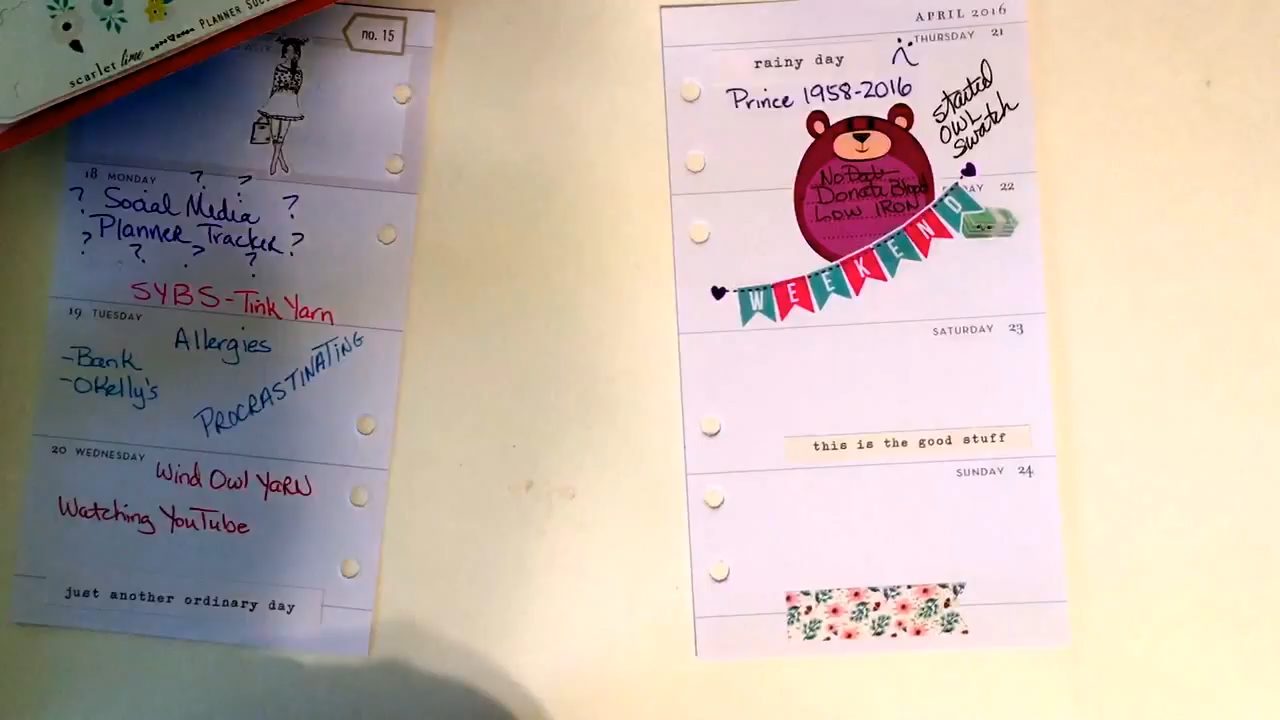 scarlet lime
PLANNER SOC
no. 15
18 MONDAY
? ? ? ?
Social Media
Planner Tracker
? ? ? ? ?
SYBS-Tink Yarn
19 TUESDAY
Allergies
-Bank
-OKelly's
PROCRASTINATING
20 WEDNESDAY
Wind Owl YaRN
Watching YouTube
just another ordinary day
APRIL 2016
THURSDAY 21
rainy day
Prince 1958-2016
started
OWL
swatch
No
Donate Blood
Low IRON
22
WEEKEND
SATURDAY 23
this is the good stuff
SUNDAY 24